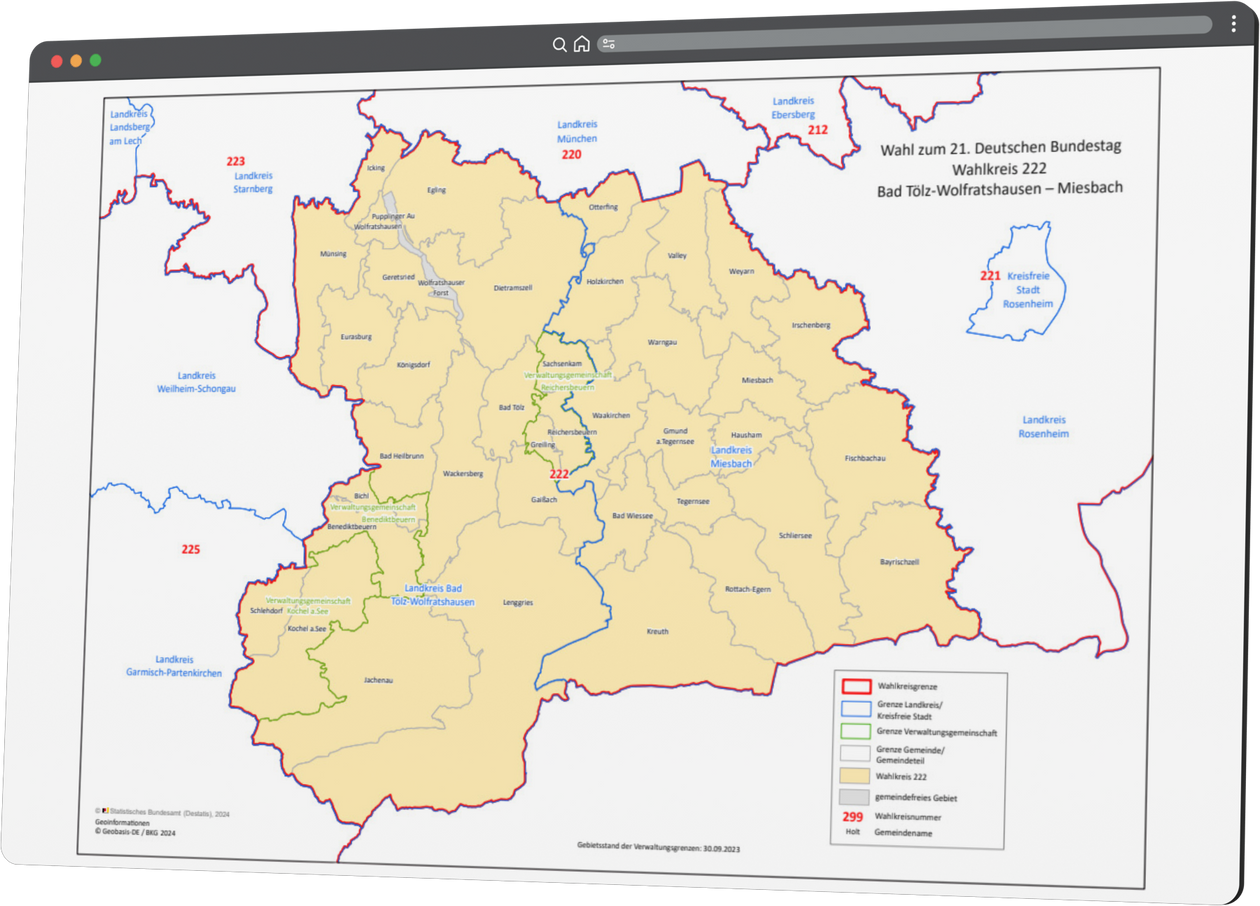 Landkreis
Landsberg
am Lech
223
Landkreis
Starnberg
Landkreis
München
220
Landkreis
Ebersberg
212
Wahl zum 21. Deutschen Bundestag
Wahlkreis 222
Bad Tölz-Wolfratshausen – Miesbach
221
Kreisfreie
Stadt
Rosenheim
Icking
Egling
Otterfing
Pupplinger Au
Wolfratshausen
Münsing
Geretsried
Wolfratshauser
Forst
Dietramszell
Holzkirchen
Valley
Weyarn
Irschenberg
Eurasburg
Königsdorf
Warngau
Sachsenkam
Verwaltungsgemeinschaft
Reichersbeuern
Miesbach
Landkreis
Weilheim-Schongau
Bad Tölz
Waakirchen
Reichersbeuern
Greiling
Gmund
a.Tegernsee
Hausham
Landkreis
Miesbach
Fischbachau
Landkreis
Rosenheim
Bad Heilbrunn
Wackersberg
222
Gaißach
Bichl
Verwaltungsgemeinschaft
Benediktbeuern
Benediktbeuern
Bad Wiessee
Tegernsee
Schliersee
Bayrischzell
225
Landkreis Bad
Tölz-Wolfratshausen
Lenggries
Rottach-Egern
Verwaltungsgemeinschaft
Kochel a.See
Schlehdorf
Kochel a.See
Kreuth
Landkreis
Garmisch-Partenkirchen
Jachenau
Wahlkreisgrenze
Grenze Landkreis/
Kreisfreie Stadt
Grenze Verwaltungsgemeinschaft
Grenze Gemeinde/
Gemeindeteil
Wahlkreis 222
gemeindefreies Gebiet
299 Wahlkreisnummer
Holt Gemeindename
© Statistisches Bundesamt (Destatis), 2024
Geoinformationen
© Geobasis-DE / BKG 2024
Gebietsstand der Verwaltungsgrenzen: 30.09.2023